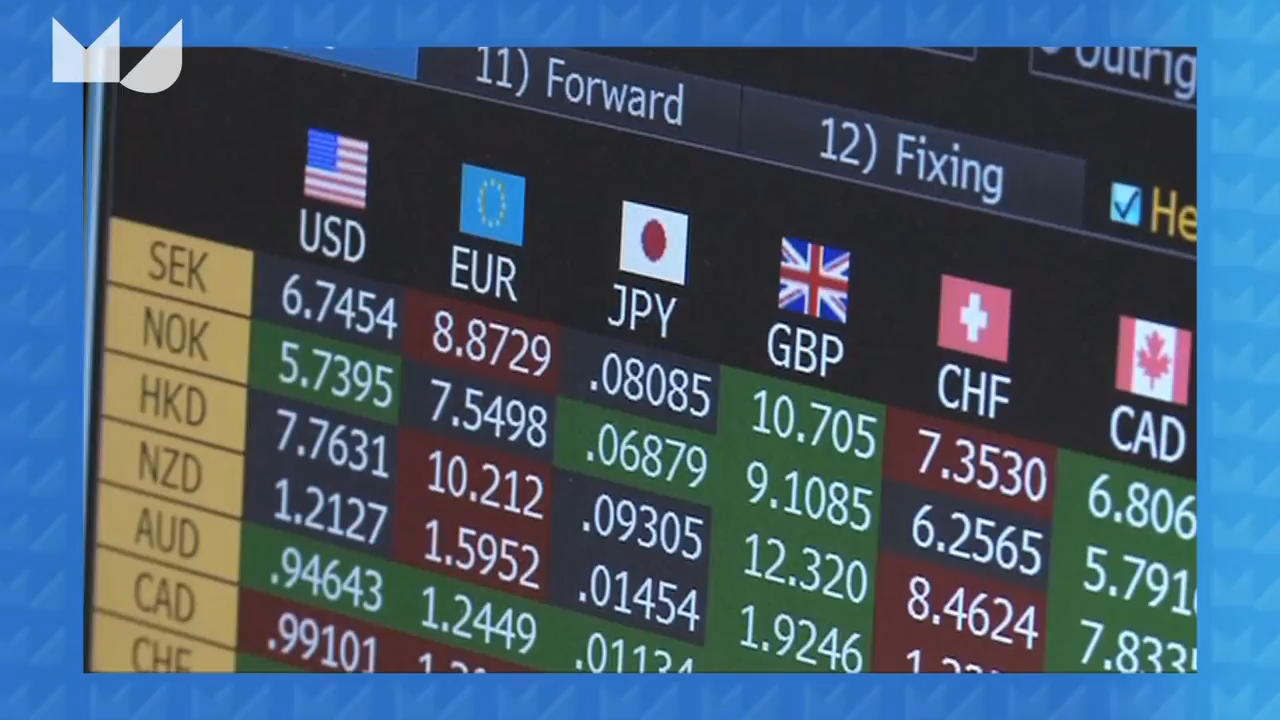 11) Forward
12) Fixing
Outrig
He
USD EUR JPY GBP CHF CAD
SEK 6.7454 8.8729 .08085 10.705 7.3530 6.806
NOK 5.7395 7.5498 .06879 9.1085 6.2565 5.791
HKD 7.7631 10.212 .09305 12.320 8.4624 7.833
NZD 1.2127 1.5952 .01454 1.9246
AUD .94643 1.2449 .01134
CAD .99101
CHF